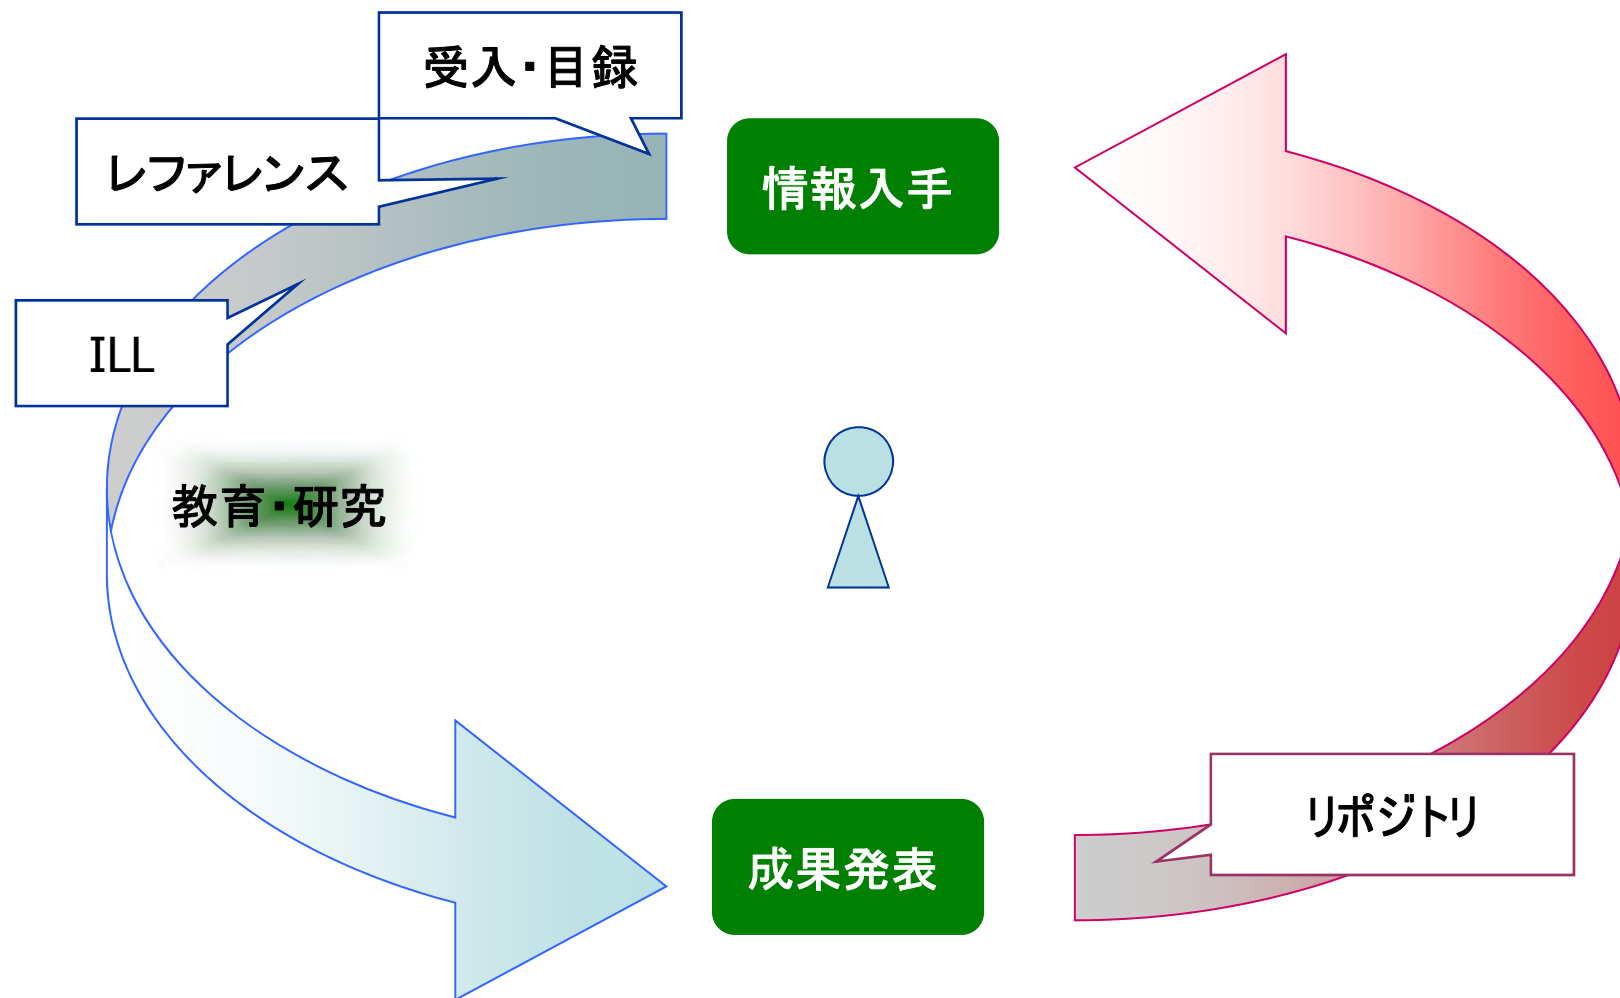 受入・目録
レファレンス
情報入手
ILL
教育・研究
リポジトリ
成果発表